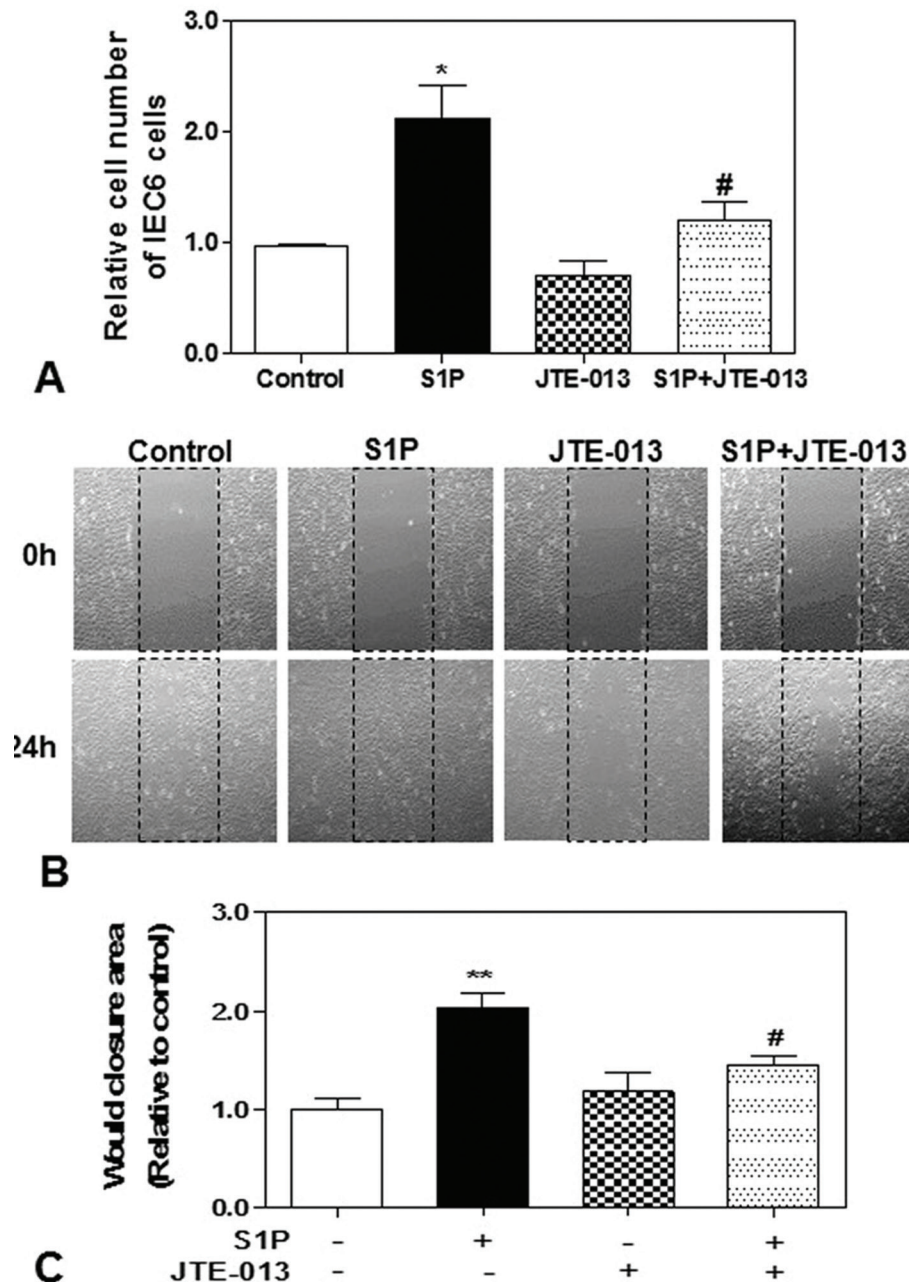 3.0
*
2.0
#
1.0
0.0
Relative cell number
of IEC6 cells
Control S1P JTE-013 S1P+JTE-013
A
Control S1P JTE-013 S1P+JTE-013
0h
24h
B
3.0
**
2.0
#
1.0
0.0
Would closure area
(Relative to control)
S1P - + - +
JTE-013 - - + +
C